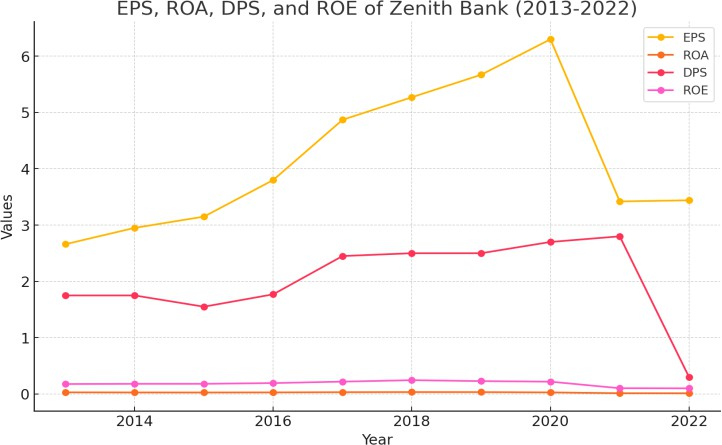 EPS, ROA, DPS, and ROE of Zenith Bank (2013-2022)
EPS
ROA
DPS
ROE
6
5
4
3
2
1
0
Values
2014
2016
2018
2020
2022
Year